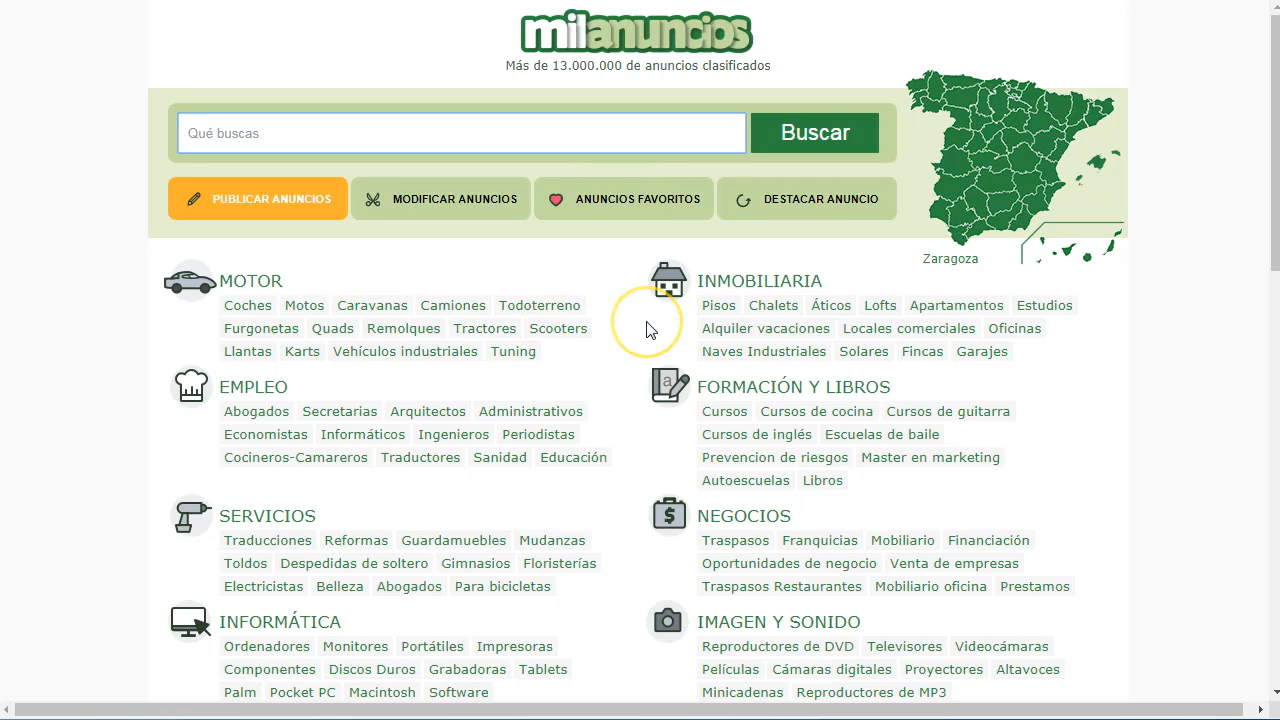 milanuncios
Más de 13.000.000 de anuncios clasificados
Qué buscas
Buscar
PUBLICAR ANUNCIOS
MODIFICAR ANUNCIOS
ANUNCIOS FAVORITOS
DESTACAR ANUNCIO
Zaragoza
MOTOR
Coches Motos Caravanas Camiones Todoterreno
Furgonetas Quads Remolques Tractores Scooters
Llantas Karts Vehículos industriales Tuning
INMOBILIARIA
Pisos Chalets Áticos Lofts Apartamentos Estudios
Alquiler vacaciones Locales comerciales Oficinas
Naves Industriales Solares Fincas Garajes
EMPLEO
Abogados Secretarias Arquitectos Administrativos
Economistas Informáticos Ingenieros Periodistas
Cocineros-Camareros Traductores Sanidad Educación
a
FORMACIÓN Y LIBROS
Cursos Cursos de cocina Cursos de guitarra
Cursos de inglés Escuelas de baile
Prevencion de riesgos Master en marketing
Autoescuelas Libros
SERVICIOS
Traducciones Reformas Guardamuebles Mudanzas
Toldos Despedidas de soltero Gimnasios Floristerías
Electricistas Belleza Abogados Para bicicletas
$
NEGOCIOS
Traspasos Franquicias Mobiliario Financiación
Oportunidades de negocio Venta de empresas
Traspasos Restaurantes Mobiliario oficina Prestamos
INFORMÁTICA
Ordenadores Monitores Portátiles Impresoras
Componentes Discos Duros Grabadoras Tablets
Palm Pocket PC Macintosh Software
IMAGEN Y SONIDO
Reproductores de DVD Televisores Videocámaras
Películas Cámaras digitales Proyectores Altavoces
Minicadenas Reproductores de MP3